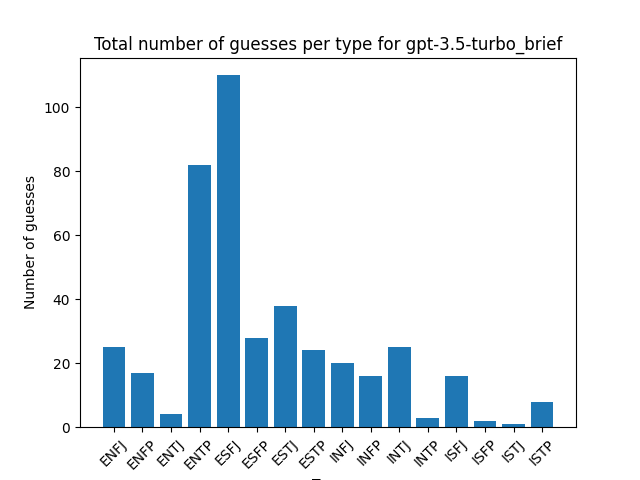 Total number of guesses per type for gpt-3.5-turbo_brief
Number of guesses
100
80
60
40
20
0
ENFJ
ENFP
ENTJ
ENTP
ESFJ
ESFP
ESTJ
ESTP
INFJ
INFP
INTJ
INTP
ISFJ
ISFP
ISTJ
ISTP